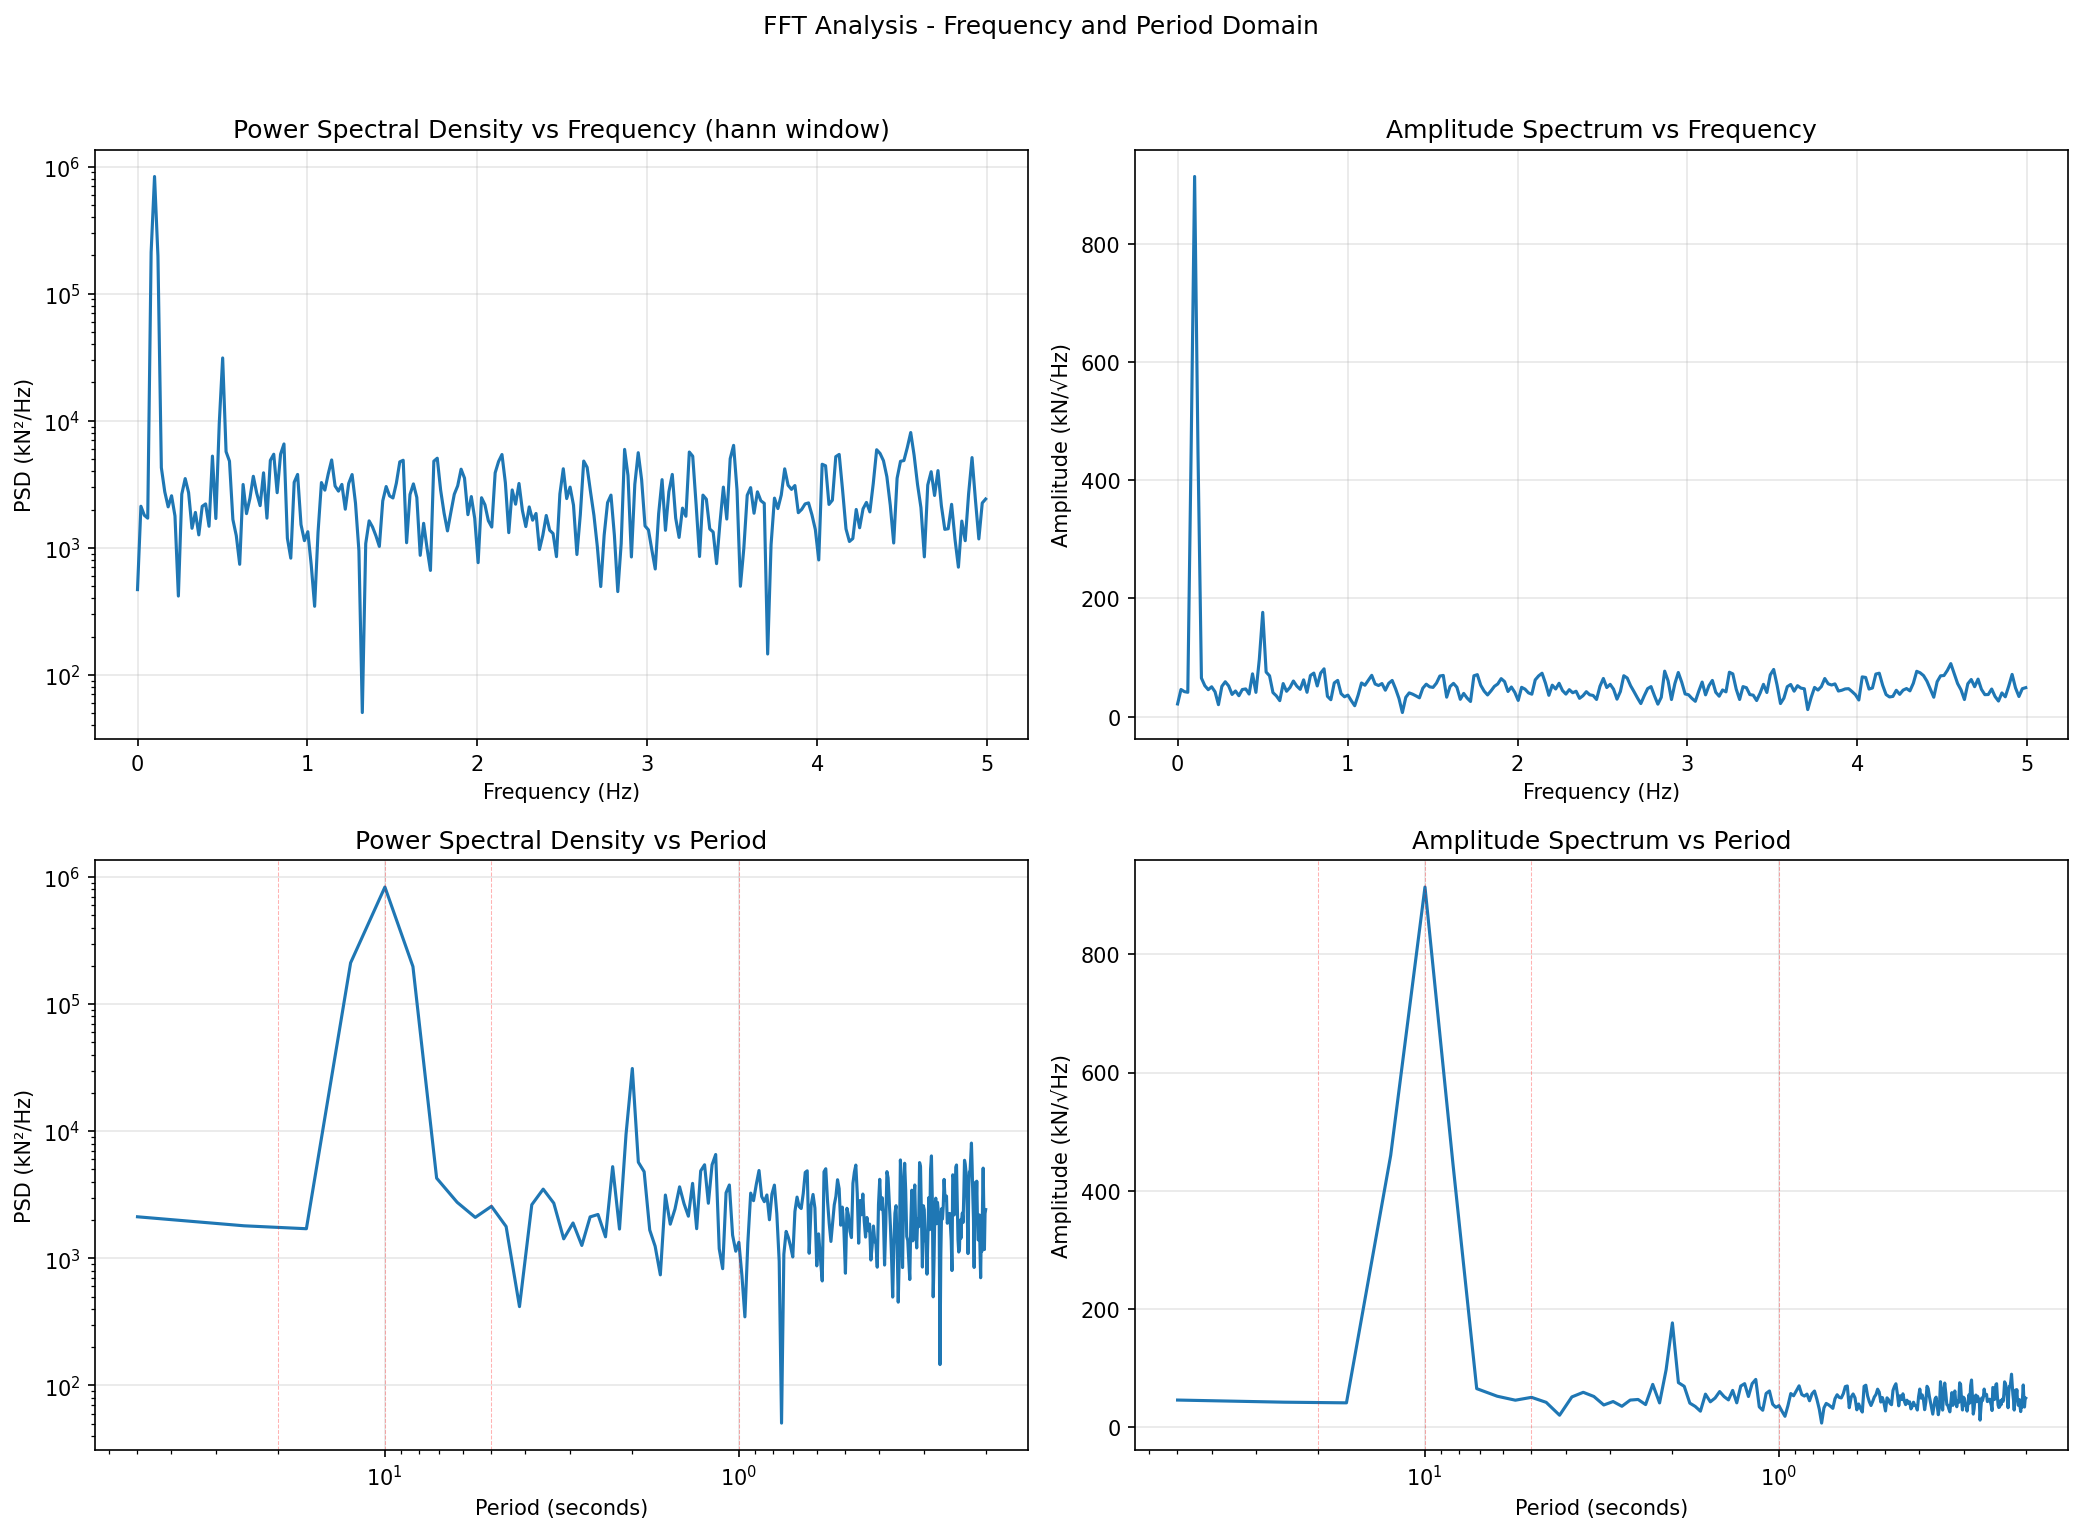 FFT Analysis - Frequency and Period Domain
Power Spectral Density vs Frequency (hann window)
PSD (kN²/Hz)
10⁶
10⁵
10⁴
10³
10²
0 1 2 3 4 5
Frequency (Hz)
Amplitude Spectrum vs Frequency
Amplitude (kN/√Hz)
800
600
400
200
0
0 1 2 3 4 5
Frequency (Hz)
Power Spectral Density vs Period
PSD (kN²/Hz)
10⁶
10⁵
10⁴
10³
10²
10¹ 10⁰
Period (seconds)
Amplitude Spectrum vs Period
Amplitude (kN/√Hz)
800
600
400
200
0
10¹ 10⁰
Period (seconds)